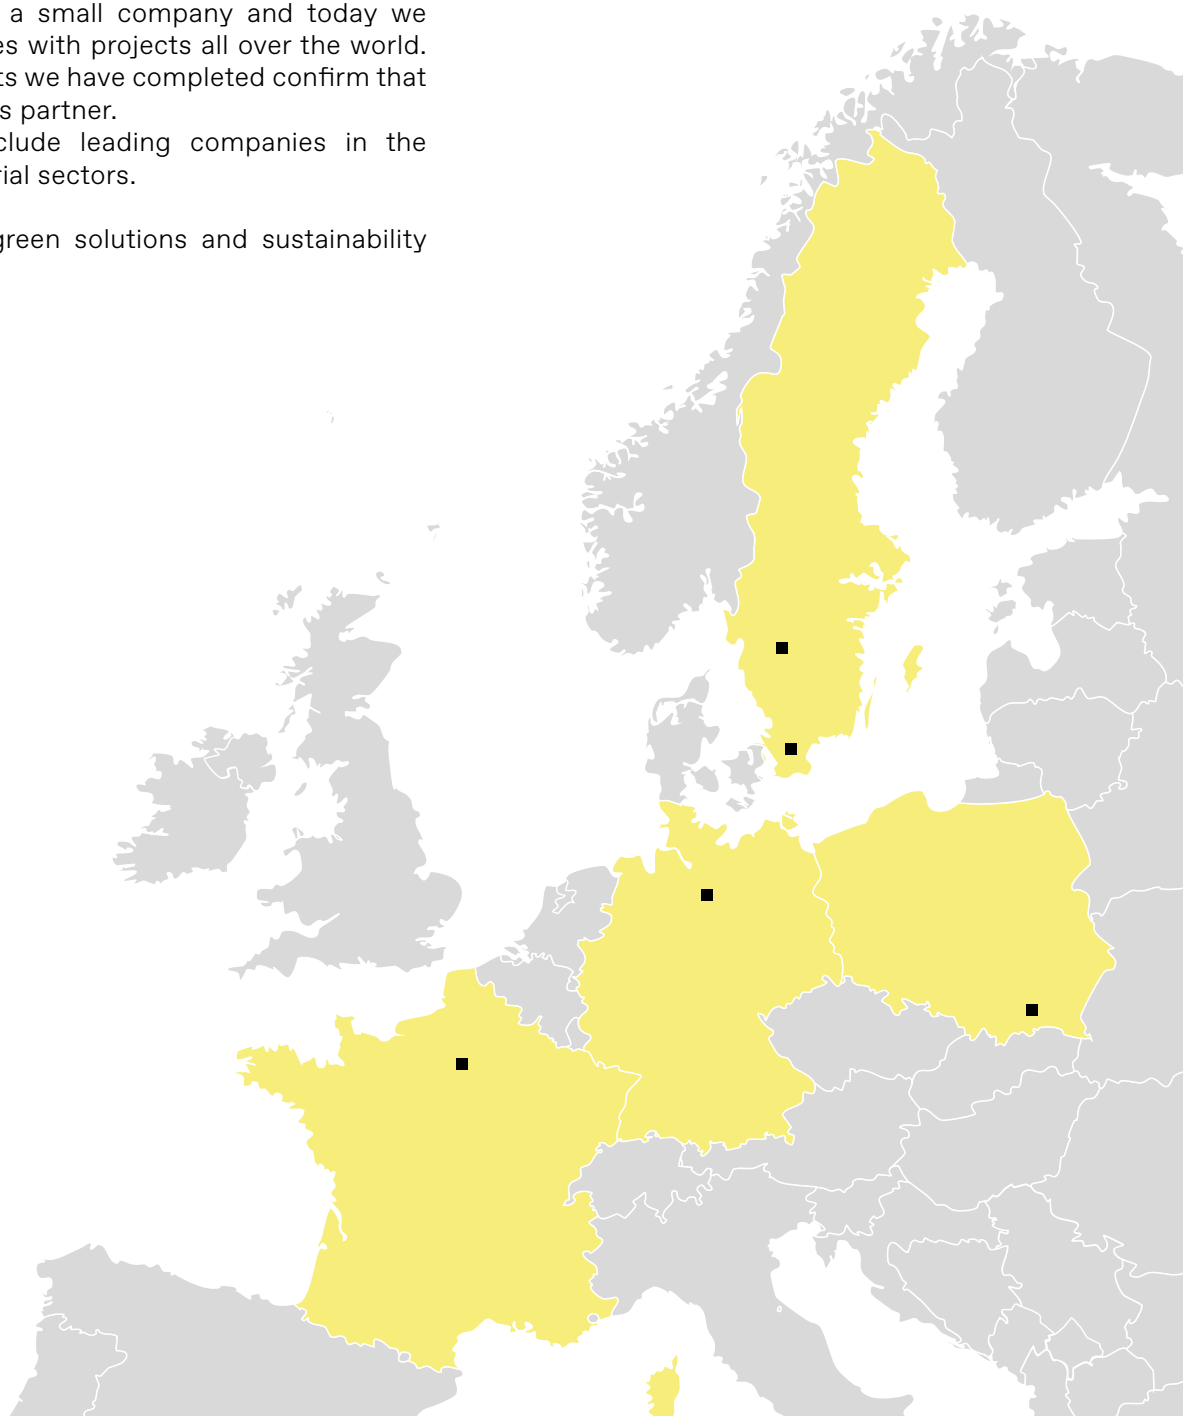 a small company and today we
es with projects all over the world.
ts we have completed confirm that
s partner.
clude leading companies in the
rial sectors.
green solutions and sustainability